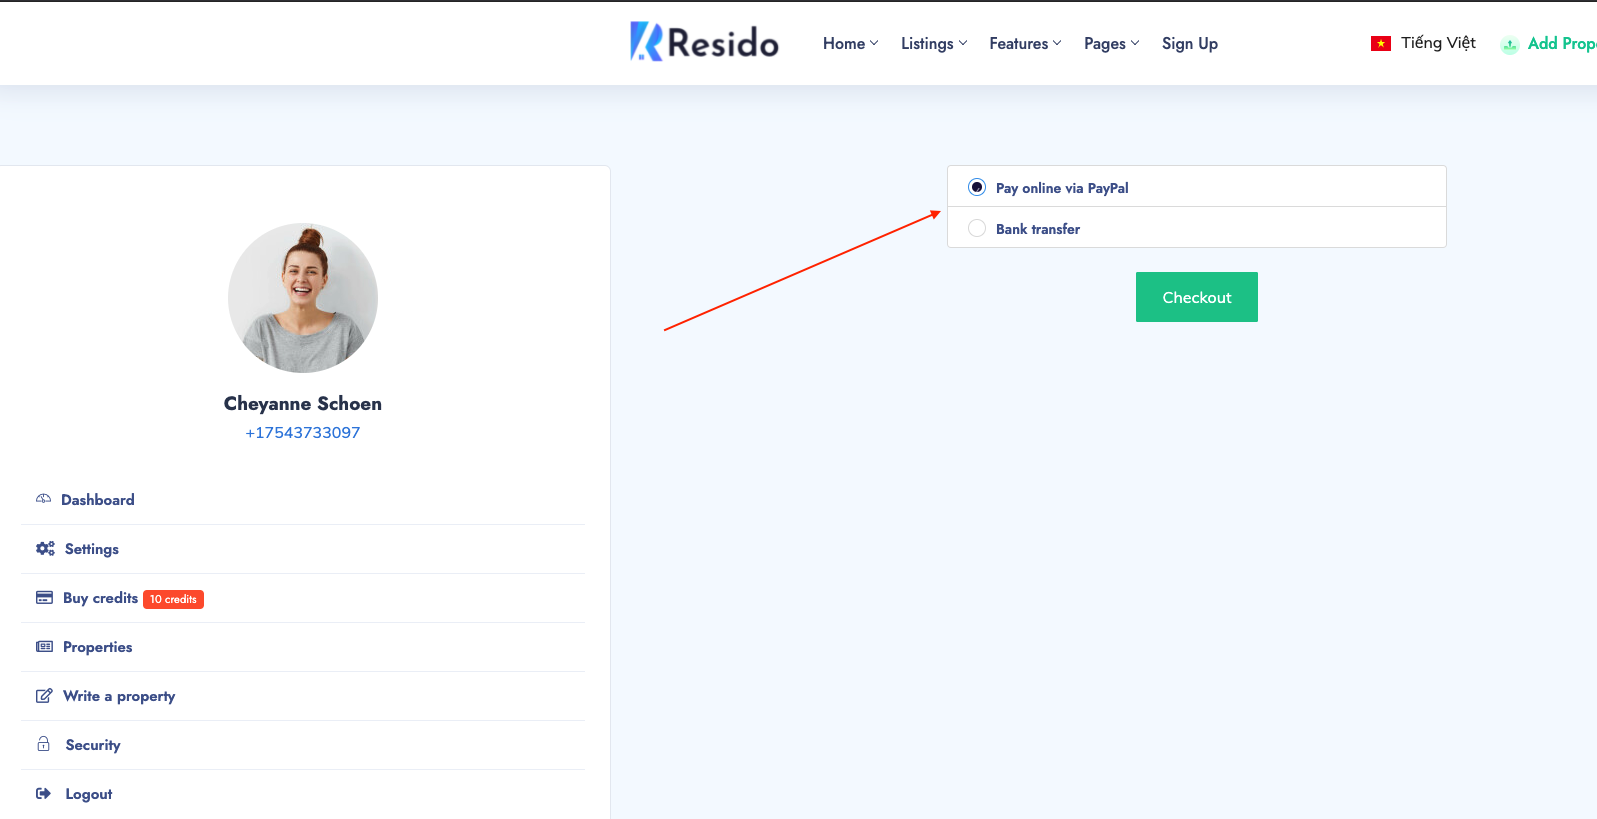 Resido
Home
Listings
Features
Pages
Sign Up
Tiếng Việt
Add Prop
Pay online via PayPal
Bank transfer
Checkout
Cheyanne Schoen
+17543733097
Dashboard
Settings
Buy credits 10 credits
Properties
Write a property
Security
Logout